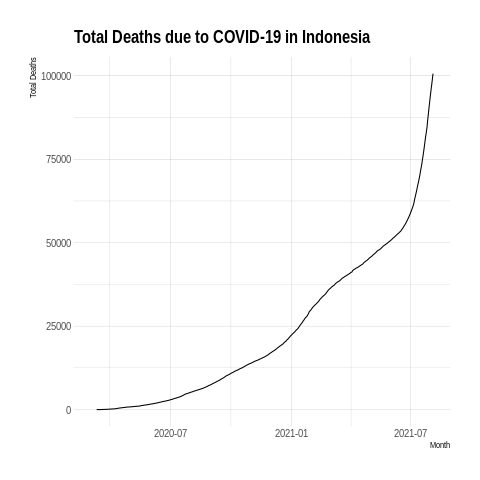 Total Deaths due to COVID-19 in Indonesia
Total Deaths
100000
75000
50000
25000
0
2020-07 2021-01 2021-07
Month